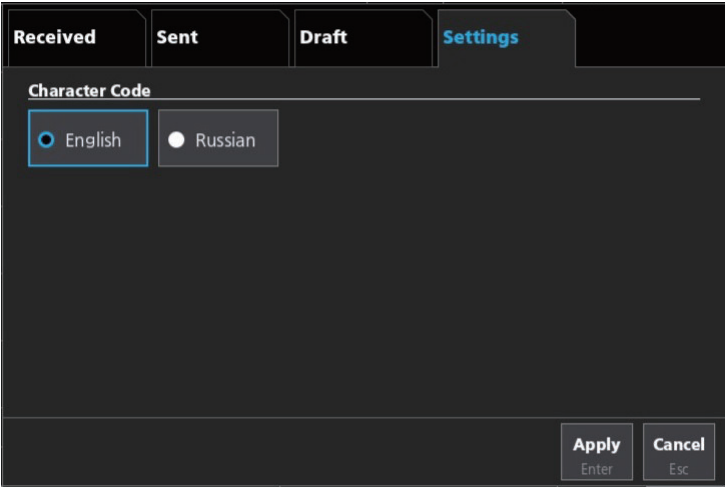 Received Sent Draft Settings
Character Code
English Russian
Apply Cancel
Enter Esc